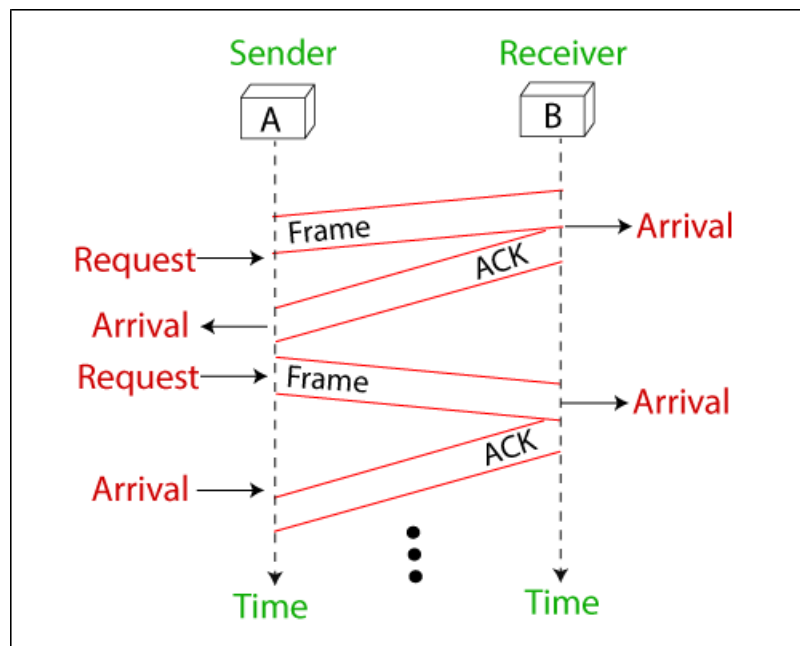 Sender Receiver
A B
Frame
Request Arrival
ACK
Arrival
Request Frame
Arrival
ACK
Arrival
Time Time